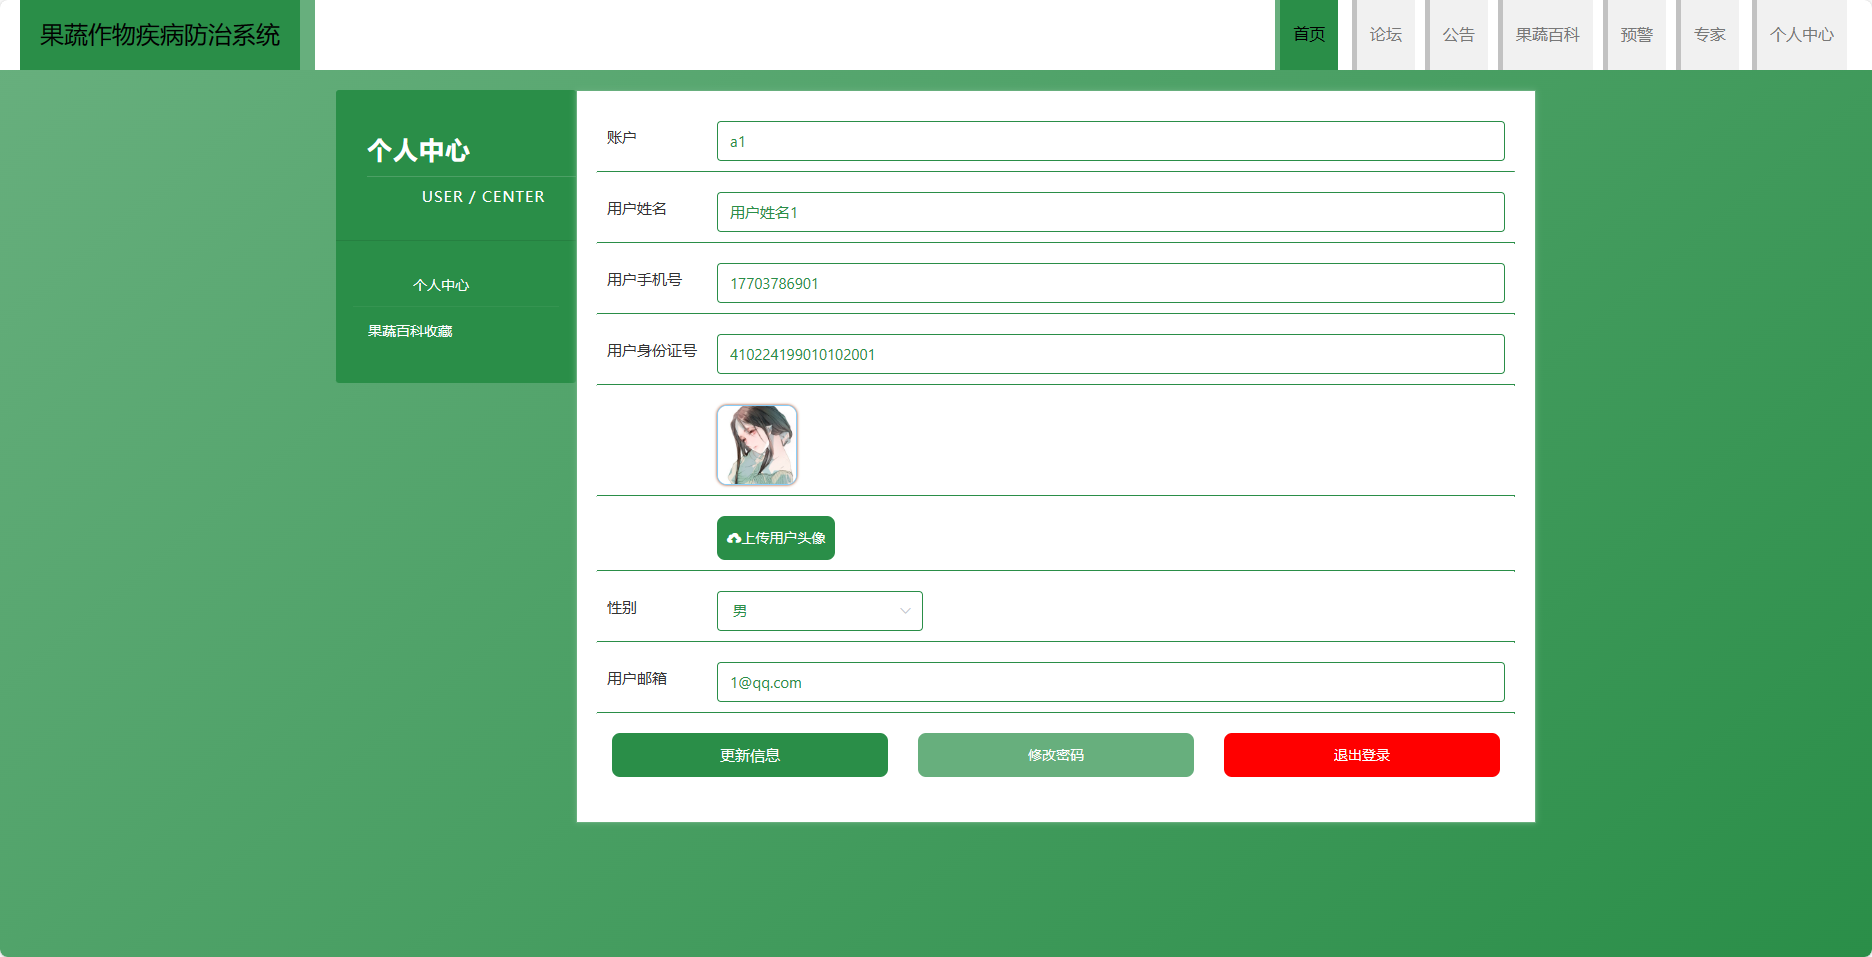 果蔬作物疾病防治系统
首页
论坛
公告
果蔬百科
预警
专家
个人中心
个人中心
USER / CENTER
个人中心
果蔬百科收藏
账户
a1
用户姓名
用户姓名1
用户手机号
17703786901
用户身份证号
410224199010102001
上传用户头像
性别
男
用户邮箱
1@qq.com
更新信息
修改密码
退出登录